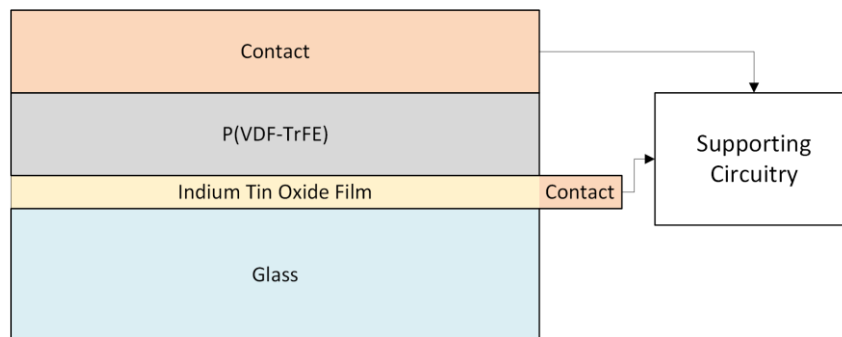 Contact
P(VDF-TrFE)
Supporting
Circuitry
Indium Tin Oxide Film
Contact
Glass